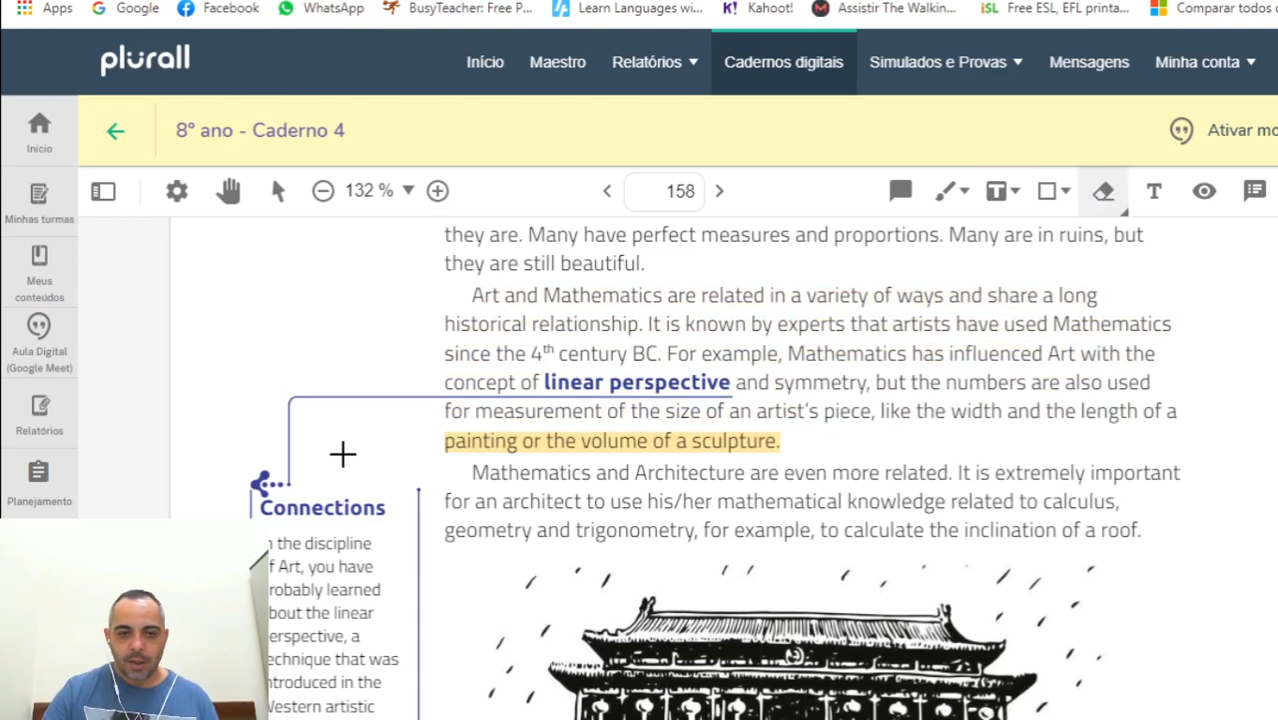 Apps Google Facebook WhatsApp BusyTeacher: Free P... Learn Languages wi... Kahoot! Assistir The Walkin... iSL Free ESL, EFL printa... Comparar todos
plurall Início Maestro Relatórios Cadernos digitais Simulados e Provas Mensagens Minha conta
8º ano - Caderno 4
Ativar mo
Inicio
Minhas turmas
Meus
conteúdos
Aula Digital
(Google Meet)
Relatórios
Planejamento
132 % 158
they are. Many have perfect measures and proportions. Many are in ruins, but
they are still beautiful.
Art and Mathematics are related in a variety of ways and share a long
historical relationship. It is known by experts that artists have used Mathematics
since the 4th century BC. For example, Mathematics has influenced Art with the
concept of linear perspective and symmetry, but the numbers are also used
for measurement of the size of an artist's piece, like the width and the length of a
painting or the volume of a sculpture.
Mathematics and Architecture are even more related. It is extremely important
for an architect to use his/her mathematical knowledge related to calculus,
geometry and trigonometry, for example, to calculate the inclination of a roof.
Connections
n the discipline
f Art, you have
robably learned
bout the linear
erspective, a
echnique that was
ntroduced in the
Western artistic